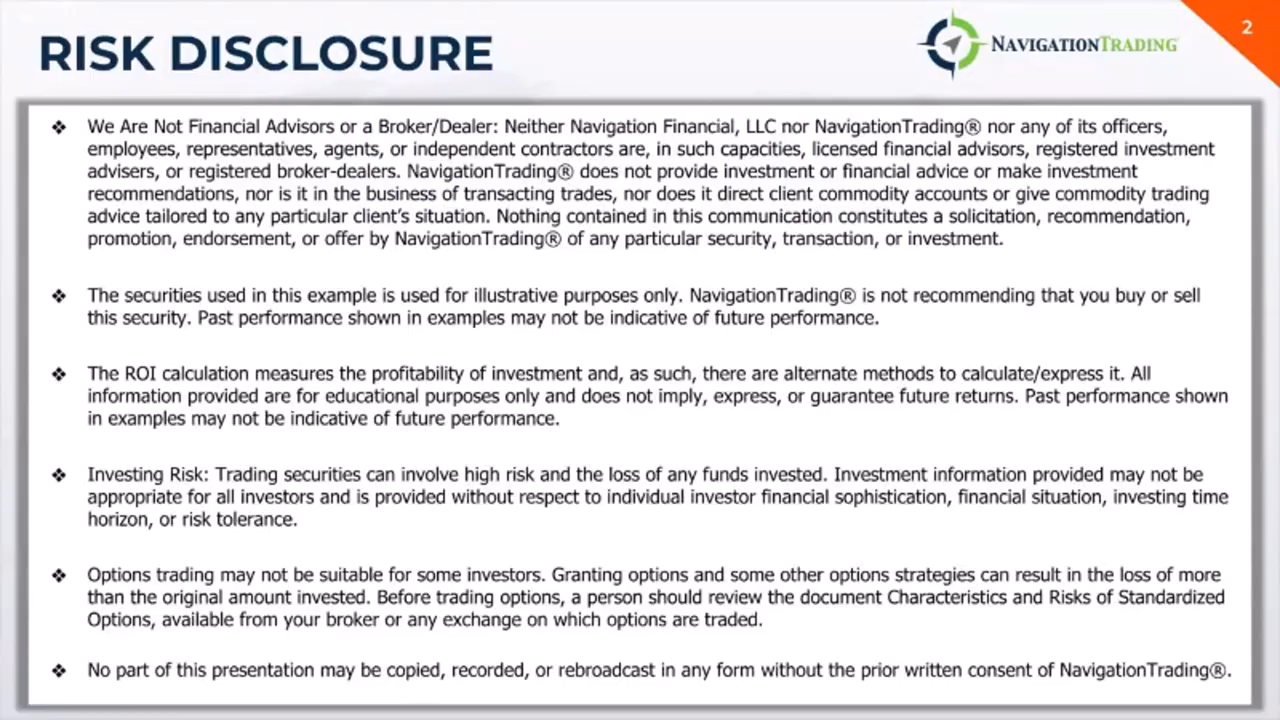 RISK DISCLOSURE
NAVIGATIONTRADING®
2
❖ We Are Not Financial Advisors or a Broker/Dealer: Neither Navigation Financial, LLC nor NavigationTrading® nor any of its officers,
employees, representatives, agents, or independent contractors are, in such capacities, licensed financial advisors, registered investment
advisers, or registered broker-dealers. NavigationTrading® does not provide investment or financial advice or make investment
recommendations, nor is it in the business of transacting trades, nor does it direct client commodity accounts or give commodity trading
advice tailored to any particular client's situation. Nothing contained in this communication constitutes a solicitation, recommendation,
promotion, endorsement, or offer by NavigationTrading® of any particular security, transaction, or investment.
❖ The securities used in this example is used for illustrative purposes only. NavigationTrading® is not recommending that you buy or sell
this security. Past performance shown in examples may not be indicative of future performance.
❖ The ROI calculation measures the profitability of investment and, as such, there are alternate methods to calculate/express it. All
information provided are for educational purposes only and does not imply, express, or guarantee future returns. Past performance shown
in examples may not be indicative of future performance.
❖ Investing Risk: Trading securities can involve high risk and the loss of any funds invested. Investment information provided may not be
appropriate for all investors and is provided without respect to individual investor financial sophistication, financial situation, investing time
horizon, or risk tolerance.
❖ Options trading may not be suitable for some investors. Granting options and some other options strategies can result in the loss of more
than the original amount invested. Before trading options, a person should review the document Characteristics and Risks of Standardized
Options, available from your broker or any exchange on which options are traded.
❖ No part of this presentation may be copied, recorded, or rebroadcast in any form without the prior written consent of NavigationTrading®.